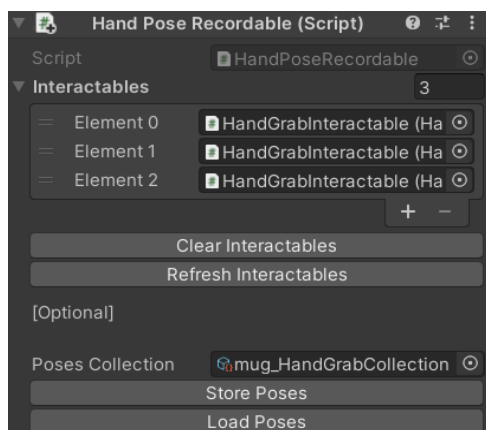 Hand Pose Recordable (Script)
Script HandPoseRecordable
Interactables 3
Element 0 HandGrabInteractable (Ha
Element 1 HandGrabInteractable (Ha
Element 2 HandGrabInteractable (Ha
+ −
Clear Interactables
Refresh Interactables
[Optional]
Poses Collection mug_HandGrabCollection
Store Poses
Load Poses